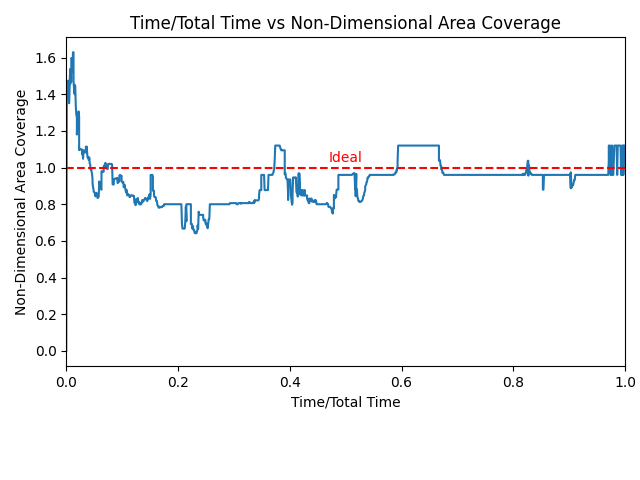 Time/Total Time vs Non-Dimensional Area Coverage
1.6
1.4
1.2
1.0
0.8
0.6
0.4
0.2
0.0
Non-Dimensional Area Coverage
Ideal
0.0 0.2 0.4 0.6 0.8 1.0
Time/Total Time